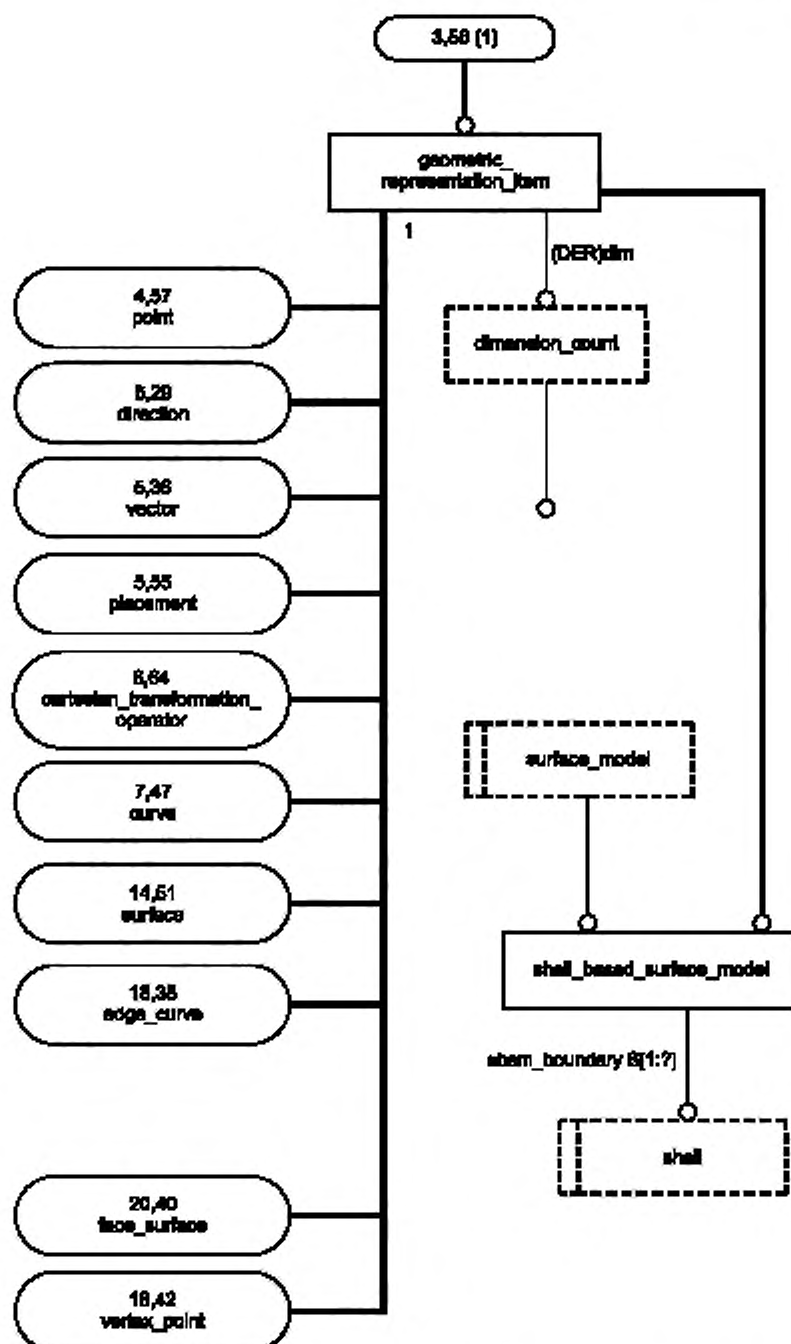 3,56 (1)
geometric_
representation_item
1
(DER)dim
4,57
point
dimension_count
5,29
direction
5,36
vector
5,55
placement
6,64
cartesian_transformation_
operator
surface_model
7,47
curve
14,51
surface
shell_based_surface_model
18,38
edge_curve
sbsm_boundary S[1:?]
shell
20,40
face_surface
18,42
vertex_point